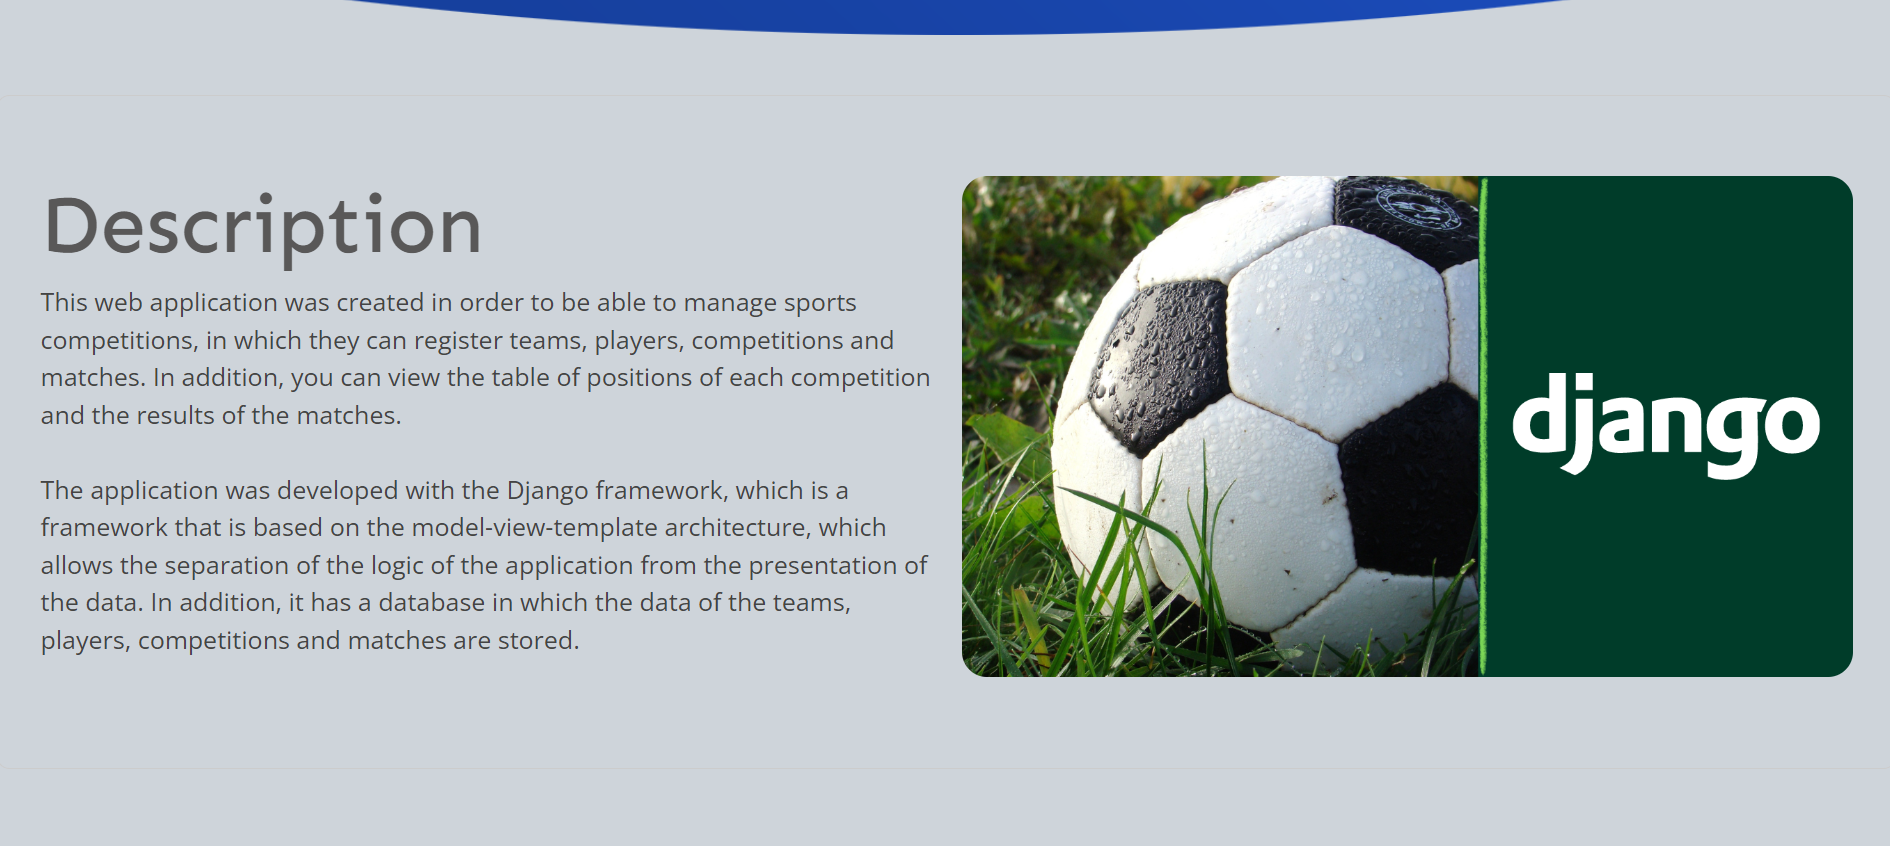 Description
This web application was created in order to be able to manage sports
competitions, in which they can register teams, players, competitions and
matches. In addition, you can view the table of positions of each competition
and the results of the matches.
The application was developed with the Django framework, which is a
framework that is based on the model-view-template architecture, which
allows the separation of the logic of the application from the presentation of
the data. In addition, it has a database in which the data of the teams,
players, competitions and matches are stored.
django